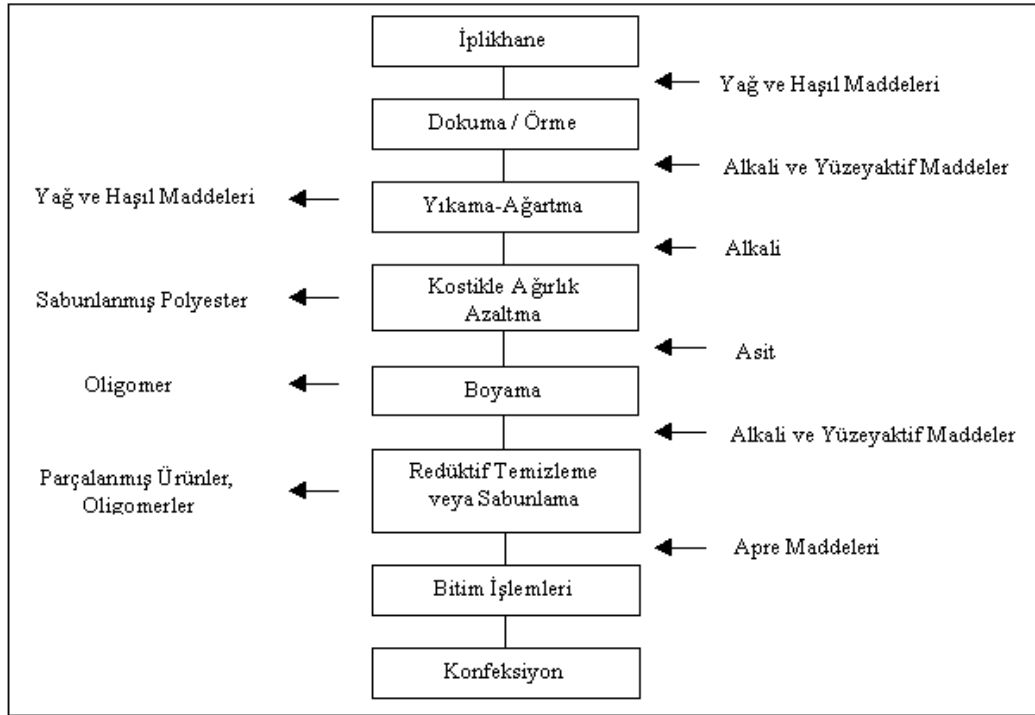 İplikhane
Yağ ve Haşıl Maddeleri
Dokuma / Örme
Alkali ve Yüzeyaktif Maddeler
Yağ ve Haşıl Maddeleri
Yıkama-Ağartma
Alkali
Sabunlanmış Polyester
Kostikle Ağırlık
Azaltma
Asit
Oligomer
Boyama
Alkali ve Yüzeyaktif Maddeler
Parçalanmış Ürünler,
Oligomerler
Redüktif Temizleme
veya Sabunlama
Apre Maddeleri
Bitim İşlemleri
Konfeksiyon